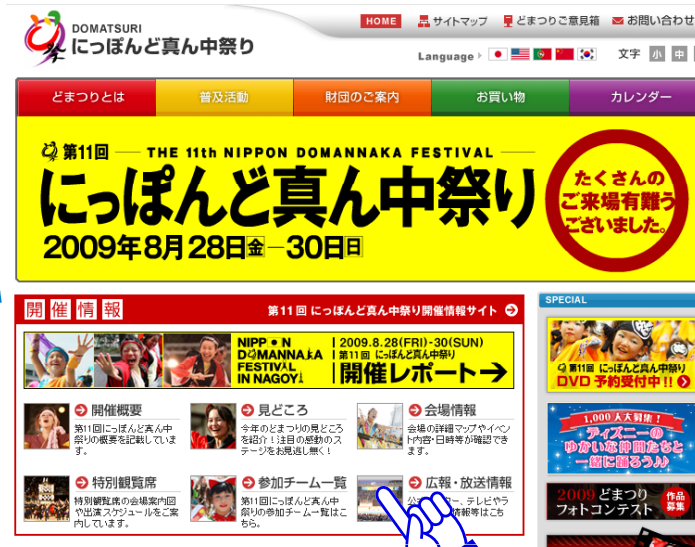 DOMATSURI
にっぽんど真ん中祭り
HOME サイトマップ どまつりご意見箱 お問い合わせ
Language 文字 小 中
どまつりとは 普及活動 財団のご案内 お買い物 カレンダー
第11回 THE 11th NIPPON DOMANNAKA FESTIVAL
にっぽんど真ん中祭り
2009年8月28日金―30日日
たくさんの
ご来場有難う
ございました。
開催情報 第11回 にっぽんど真ん中祭り開催情報サイト
NIPPON
DOMANNAKA
FESTIVAL
IN NAGOYA
2009.8.28(FRI)-30(SUN)
第11回 にっぽんど真ん中祭り
開催レポート
開催概要
第11回にっぽんど真ん中
祭りの概要を記載していま
す。
見どころ
今年のどまつりの見どころ
を紹介！注目の感動のス
テージをお見逃し無く！
会場情報
会場の詳細マップやイベン
ト内容・日時等が確認でき
ます。
特別観覧席
特別観覧席の会場案内図
や出演スケジュールをご案
内しています。
参加チーム一覧
第11回にっぽんど真ん中
祭りの参加チーム一覧はこ
ちら。
広報・放送情報
ー、テレビやラ
情報等はこち
SPECIAL
第11回 にっぽんど真ん中祭り
DVD 予約受付中!!
1,000人大募集！
ディズニーの
ゆかいな仲間たちと
一緒に踊ろう♪♪
2009 どまつり
フォトコンテスト
作品
募集